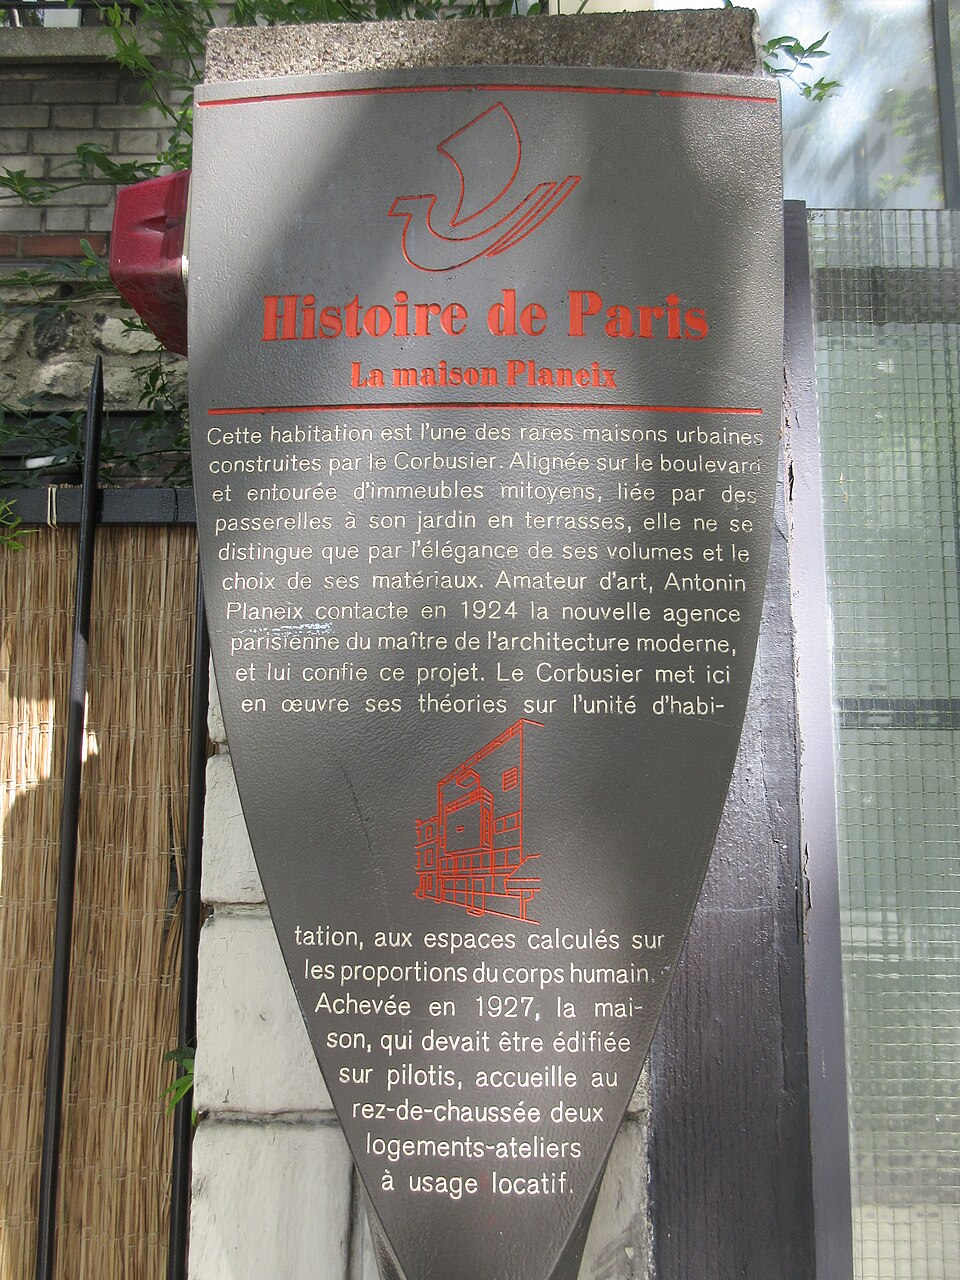 Histoire de Paris
La maison Planeix
Cette habitation est l'une des rares maisons urbaines
construites par le Corbusier. Alignée sur le boulevard
et entourée d'immeubles mitoyens, liée par des
passerelles à son jardin en terrasses, elle ne se
distingue que par l'élégance de ses volumes et le
choix de ses matériaux. Amateur d'art, Antonin
Planeix contacte en 1924 la nouvelle agence
parisienne du maître de l'architecture moderne,
et lui confie ce projet. Le Corbusier met ici
en œuvre ses théories sur l'unité d'habi-
tation, aux espaces calculés sur
les proportions du corps humain.
Achevée en 1927, la mai-
son, qui devait être édifiée
sur pilotis, accueille au
rez-de-chaussée deux
logements-ateliers
à usage locatif.